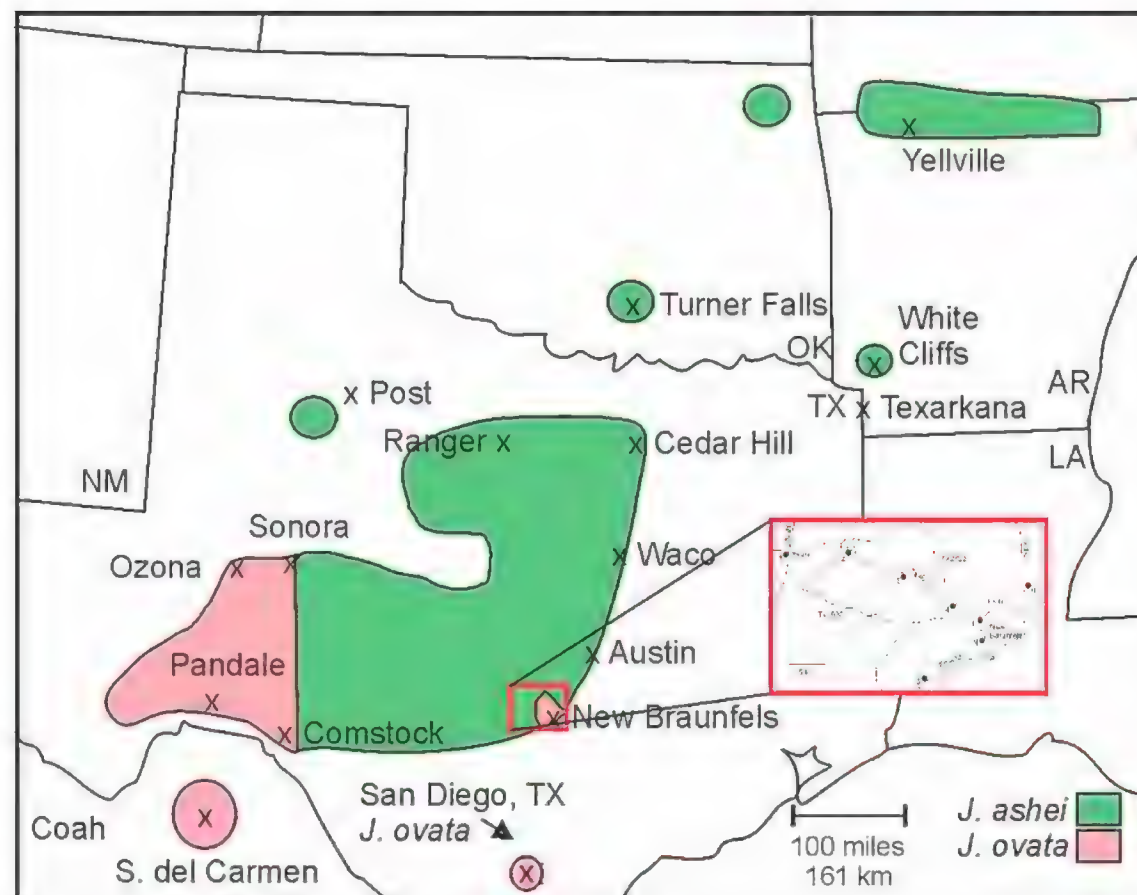 x
Yellville
x Turner Falls
OK
White
Cliffs
x
x Post
AR
TX x Texarkana
Ranger x
x Cedar Hill
LA
NM
Sonora
Ozona x
x
x Waco
Pandale
x
x Austin
x New Braunfels
x Comstock
San Diego, TX
J. ovata
x
Coah
x
S. del Carmen
100 miles
161 km
J. ashei
J. ovata